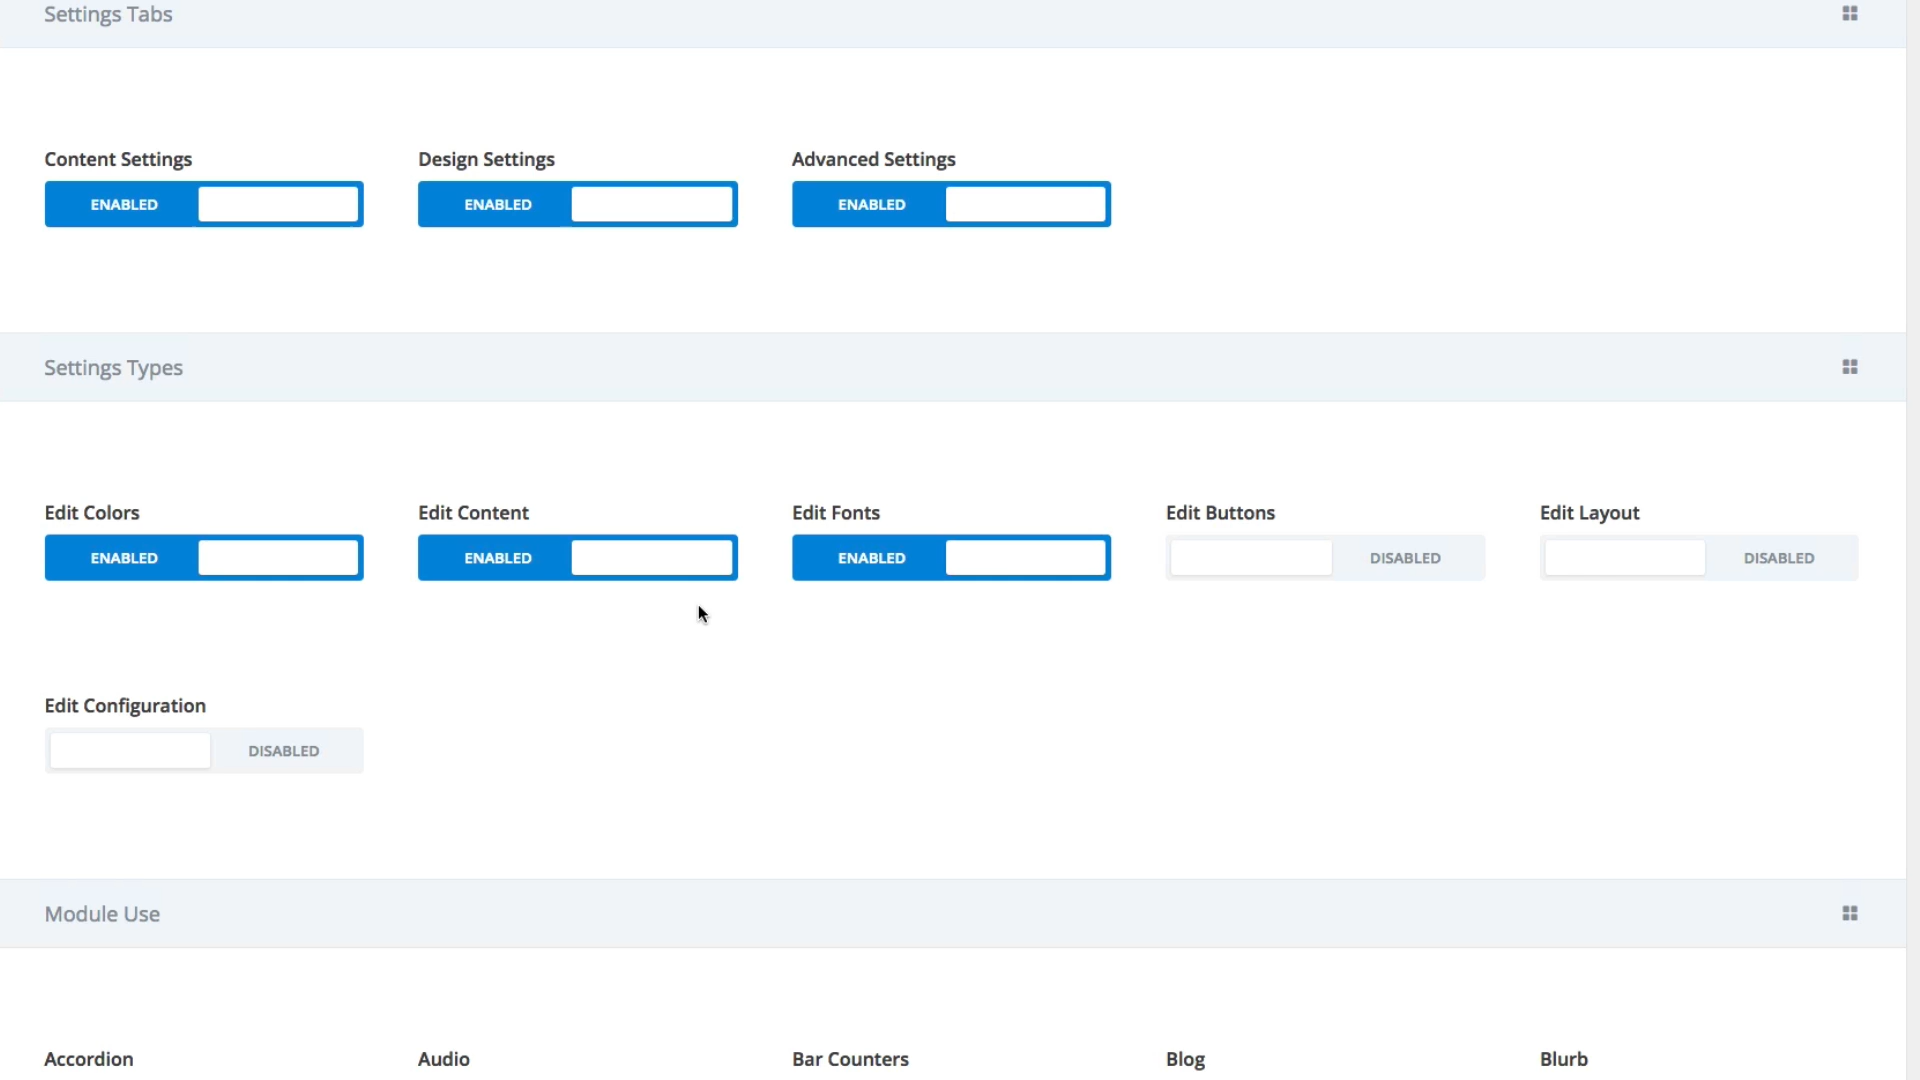 Settings Tabs
Content Settings
Design Settings
Advanced Settings
ENABLED
ENABLED
ENABLED
Settings Types
Edit Colors
Edit Content
Edit Fonts
Edit Buttons
Edit Layout
ENABLED
ENABLED
ENABLED
DISABLED
DISABLED
Edit Configuration
DISABLED
Module Use
Accordion
Audio
Bar Counters
Blog
Blurb